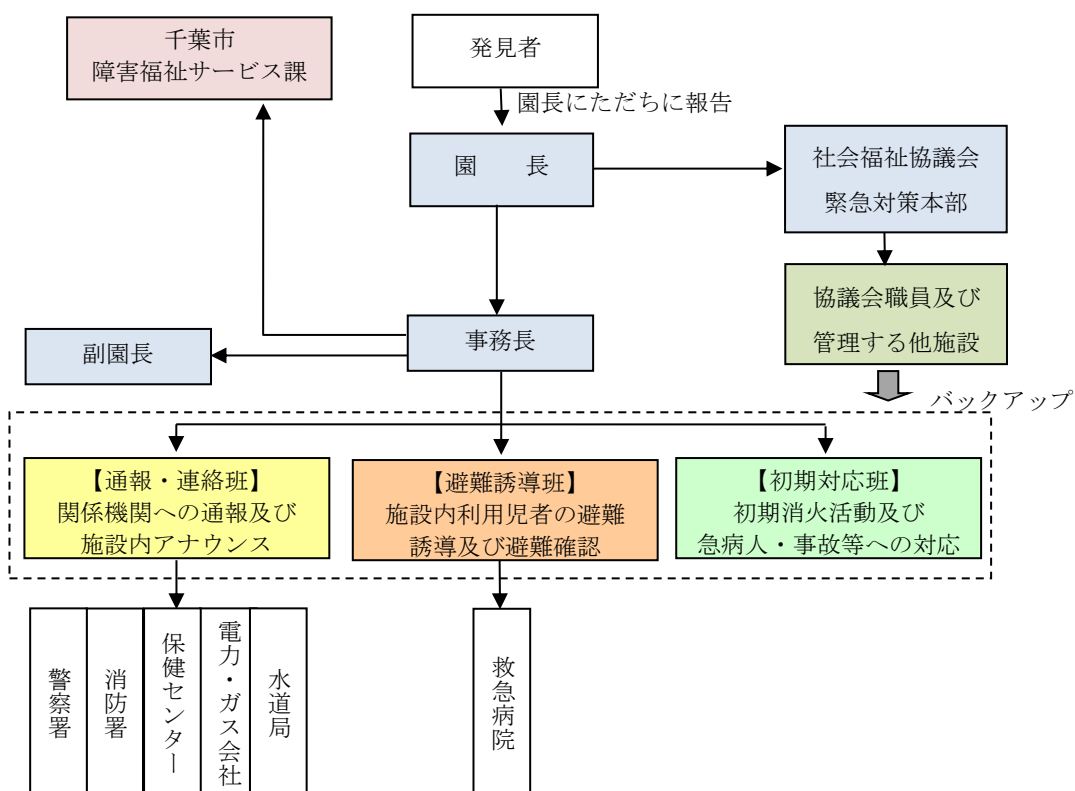 千葉市
障害福祉サービス課
発見者
園長にただちに報告
園　　長
社会福祉協議会
緊急対策本部
協議会職員及び
管理する他施設
事務長
副園長
バックアップ
【通報・連絡班】
関係機関への通報及び
施設内アナウンス
【避難誘導班】
施設内利用児者の避難
誘導及び避難確認
【初期対応班】
初期消火活動及び
急病人・事故等への対応
警察署
消防署
保健センター
電力・ガス会社
水道局
救急病院